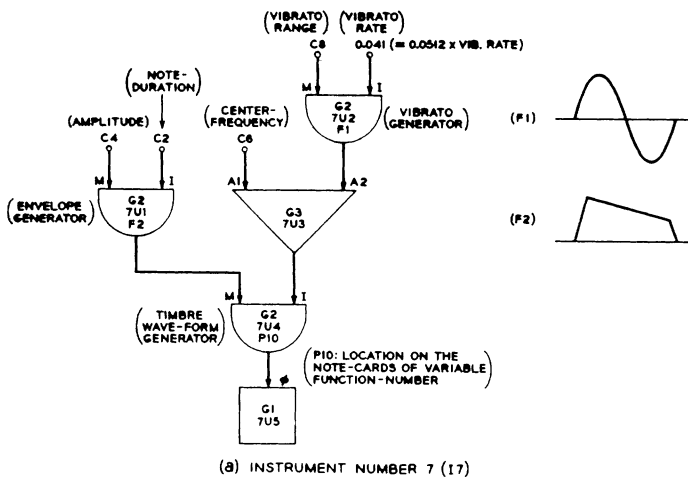 (VIBRATO RANGE)
(VIBRATO RATE)
C8
0.041 (= 0.0512 x VIB. RATE)
(NOTE-DURATION)
M
I
G2
7U2
F1
(VIBRATO GENERATOR)
(F1)
(AMPLITUDE)
C4
C2
(CENTER-FREQUENCY)
C6
M
I
A1
A2
(ENVELOPE GENERATOR)
G2
7U1
F2
G3
7U3
(F2)
M
I
(TIMBRE WAVE-FORM GENERATOR)
G2
7U4
P10
(P10: LOCATION ON THE
NOTE-CARDS OF VARIABLE
FUNCTION-NUMBER)
φ
G1
7U5
(a) INSTRUMENT NUMBER 7 (I7)